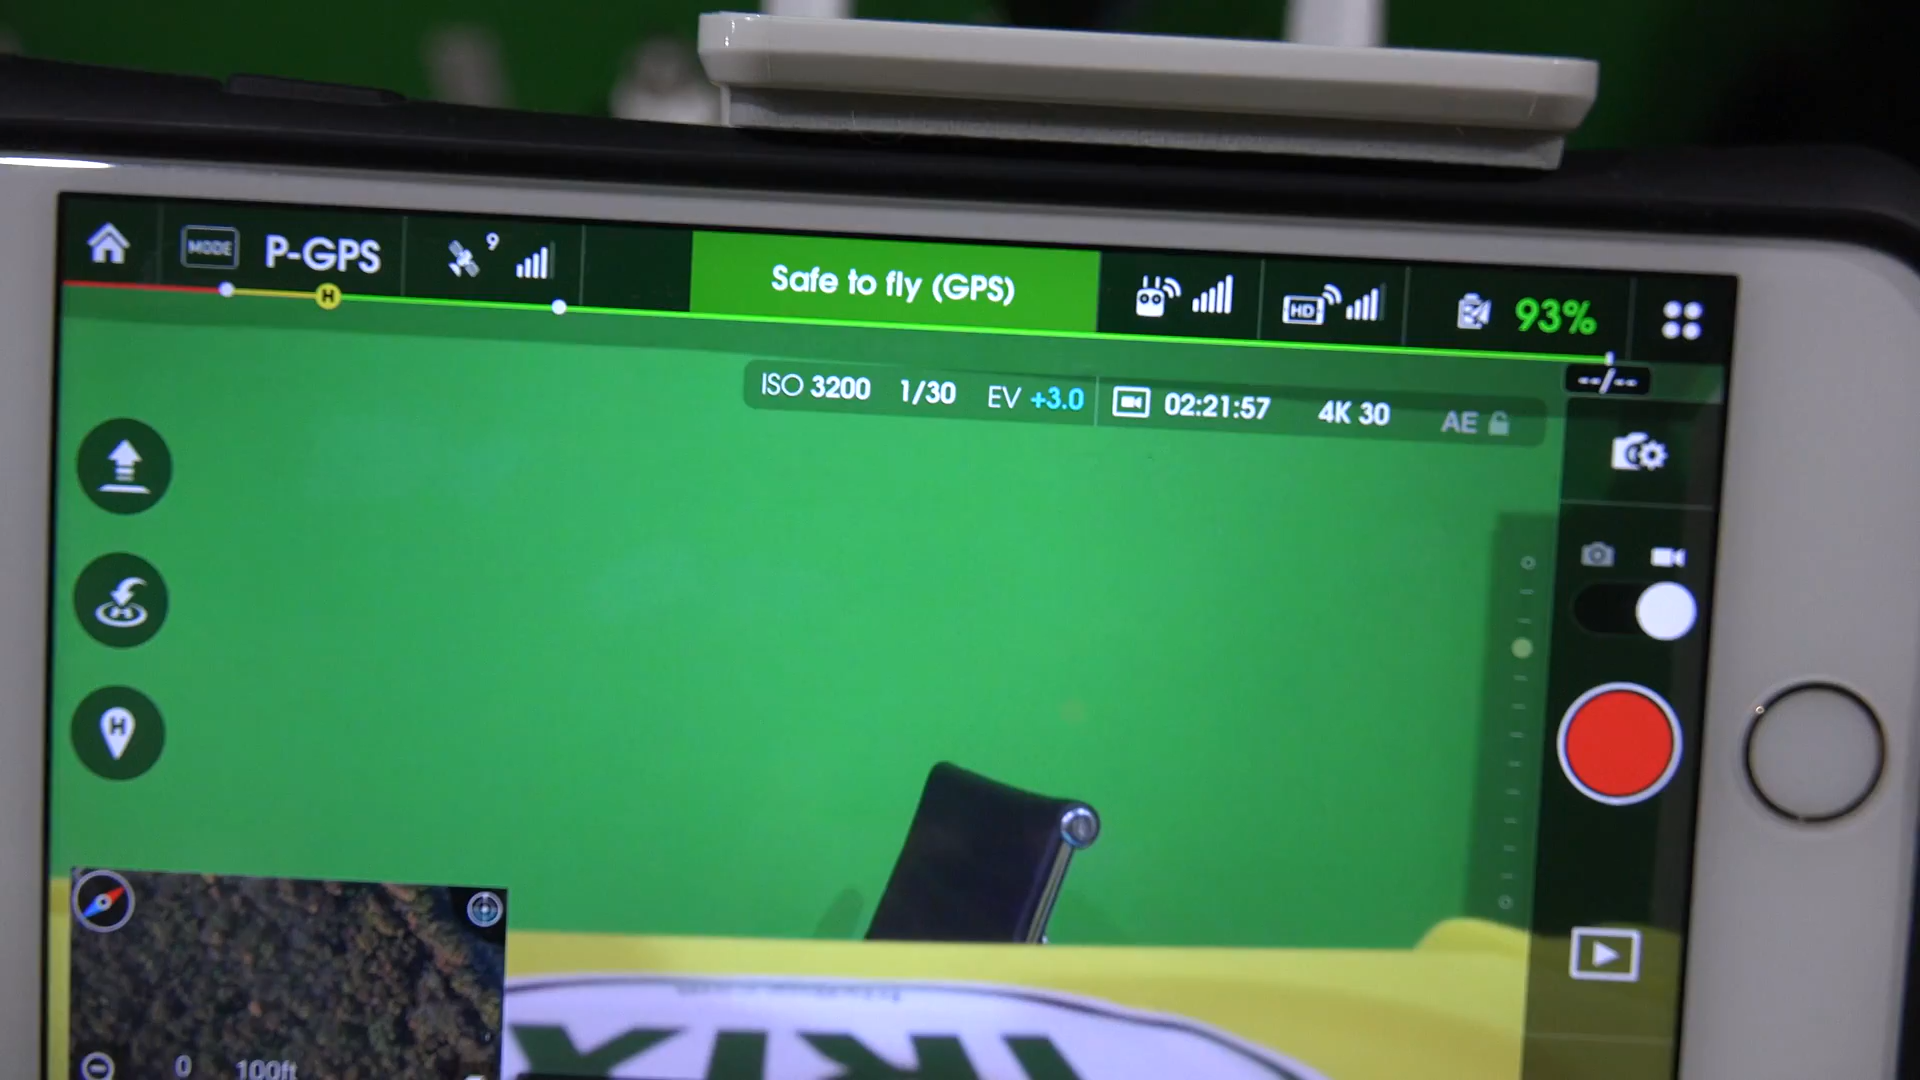 MODE P-GPS 9 Safe to fly (GPS) HD 93%
H
--/--
ISO 3200 1/30 EV +3.0 02:21:57 4K 30 AE
H
0 100ft